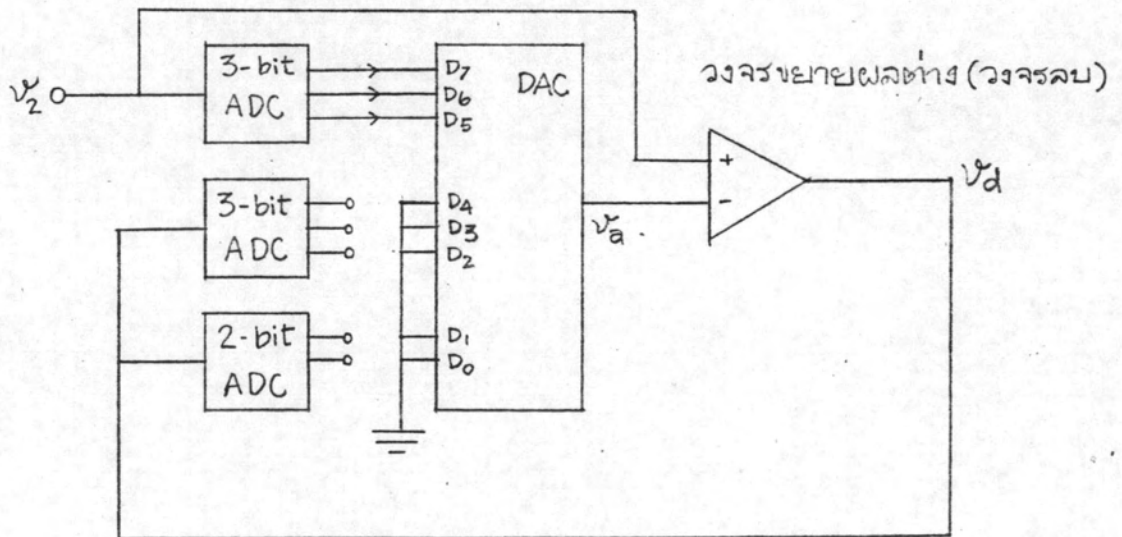 3-bit
ADC
D7
D6
D5
DAC
วงจรขยายผลต่าง (วงจรลบ)
v2
+
-
vd
va
3-bit
ADC
D4
D3
D2
2-bit
ADC
D1
D0